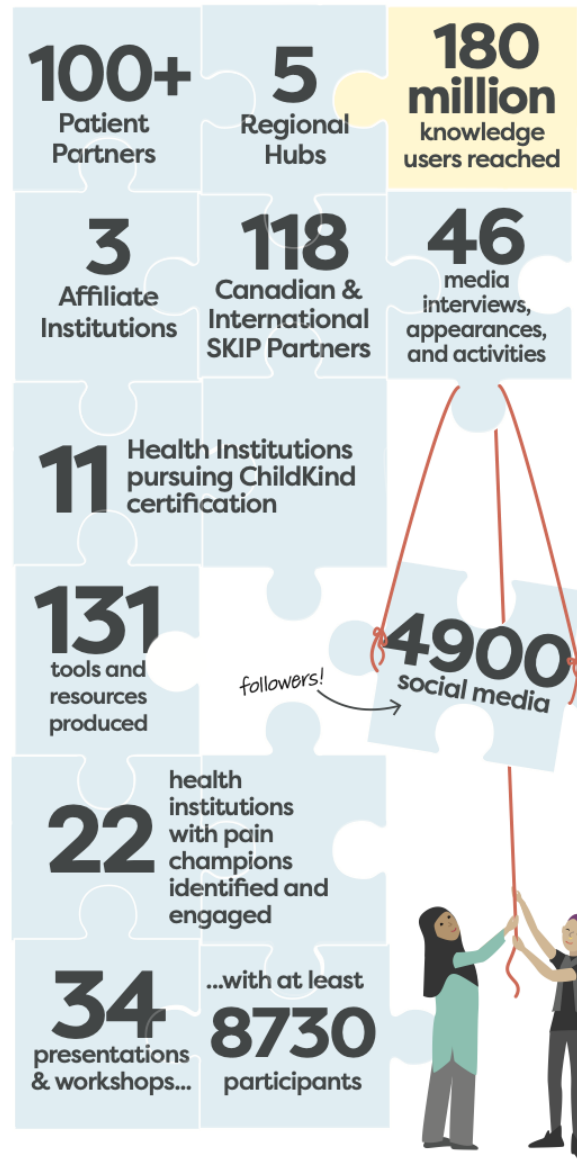 100+
Patient
Partners
5
Regional
Hubs
180
million
knowledge
users reached
3
Affiliate
Institutions
118
Canadian &
International
SKIP Partners
46
media
interviews,
appearances,
and activities
11
Health Institutions
pursuing ChildKind
certification
131
tools and
resources
produced
followers!
4900
social media
22
health
institutions
with pain
champions
identified and
engaged
34
presentations
& workshops...
...with at least
8730
participants